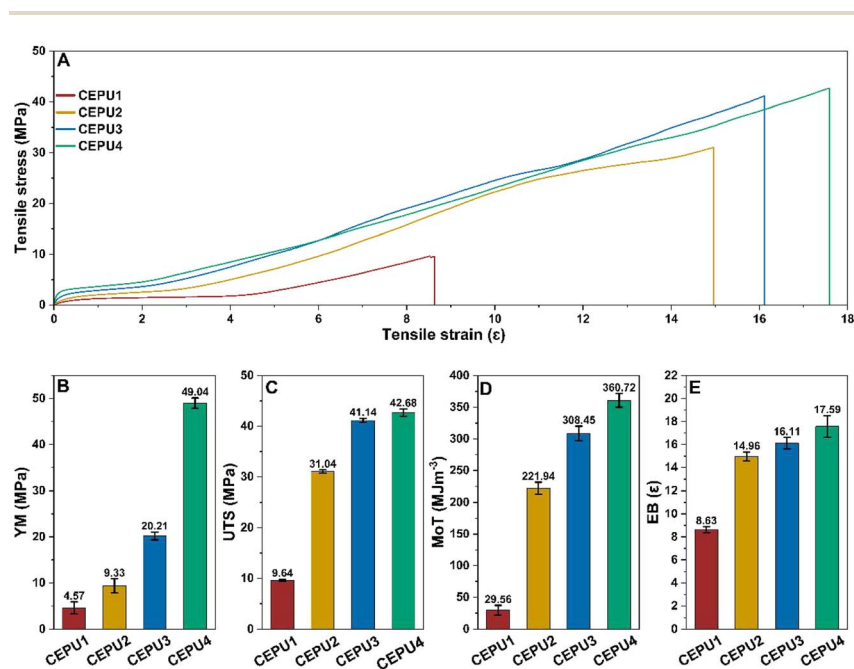 A
CEPU1
CEPU2
CEPU3
CEPU4
50
40
30
20
10
0
Tensile stress (MPa)
0 2 4 6 8 10 12 14 16 18
Tensile strain (ε)
B
50
40
30
20
10
0
YM (MPa)
4.57
9.33
20.21
49.04
CEPU1 CEPU2 CEPU3 CEPU4
C
50
40
30
20
10
0
UTS (MPa)
9.64
31.04
41.14
42.68
CEPU1 CEPU2 CEPU3 CEPU4
D
400
350
300
250
200
150
100
50
0
MoT (MJm⁻³)
29.56
221.94
308.45
360.72
CEPU1 CEPU2 CEPU3 CEPU4
E
22
20
18
16
14
12
10
8
6
4
2
0
EB (ε)
8.63
14.96
16.11
17.59
CEPU1 CEPU2 CEPU3 CEPU4